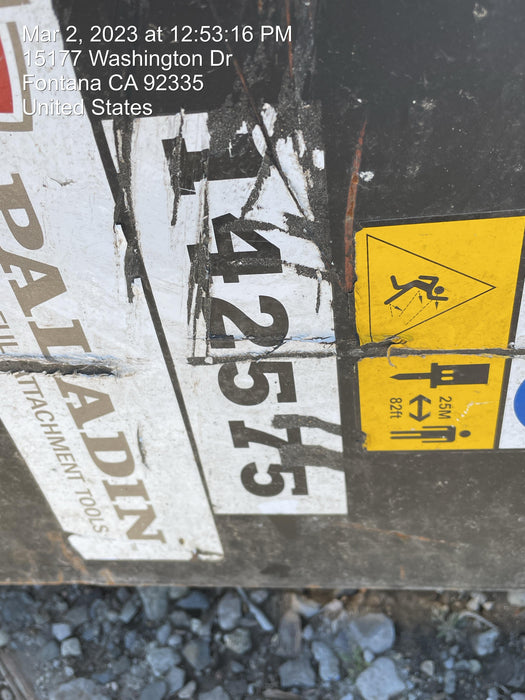 Mar 2, 2023 at 12:53:16 PM
15177 Washington Dr
Fontana CA 92335
United States
PALADIN
ATTACHMENT TOOLS
142575
25M
82ft